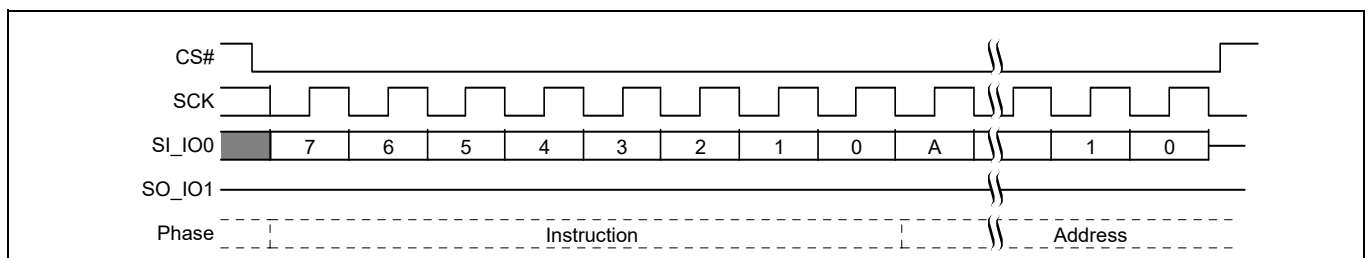 CS#
SCK
SI_IO0 7 6 5 4 3 2 1 0 A 1 0
SO_IO1
Phase Instruction Address